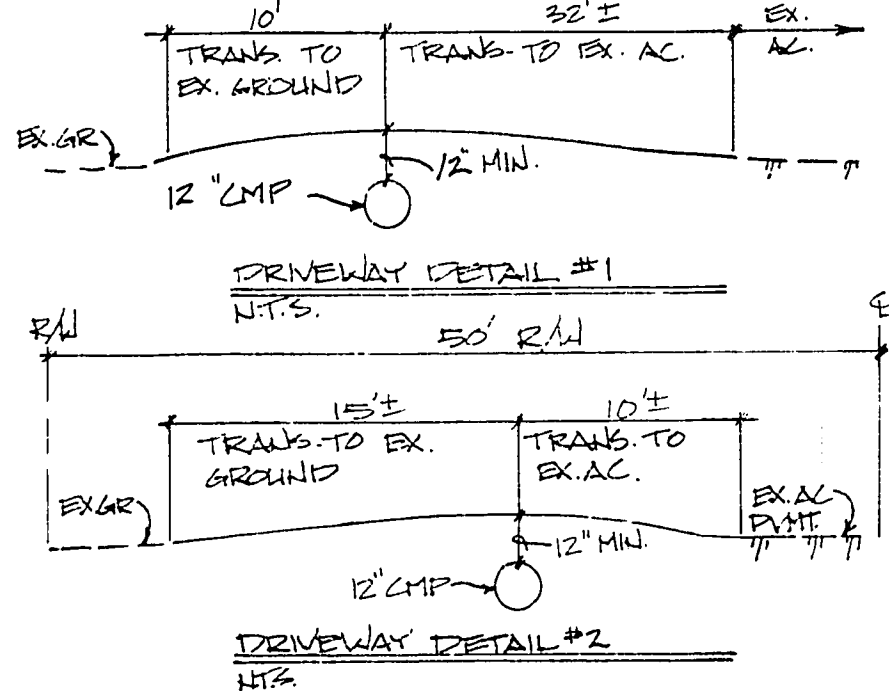 10' 32'± EX.
TRANS. TO TRANS. TO EX. AC. AC.
EX. GROUND
EX.GR
12" MIN.
12" CMP
DRIVEWAY DETAIL #1
N.T.S.
R/W ℄
50' R/W
15'± 10'±
TRANS. TO EX. TRANS. TO
GROUND EX. AC.
EX.GR EX. AC
PVMT.
12" MIN.
12" CMP
DRIVEWAY DETAIL #2
N.T.S.